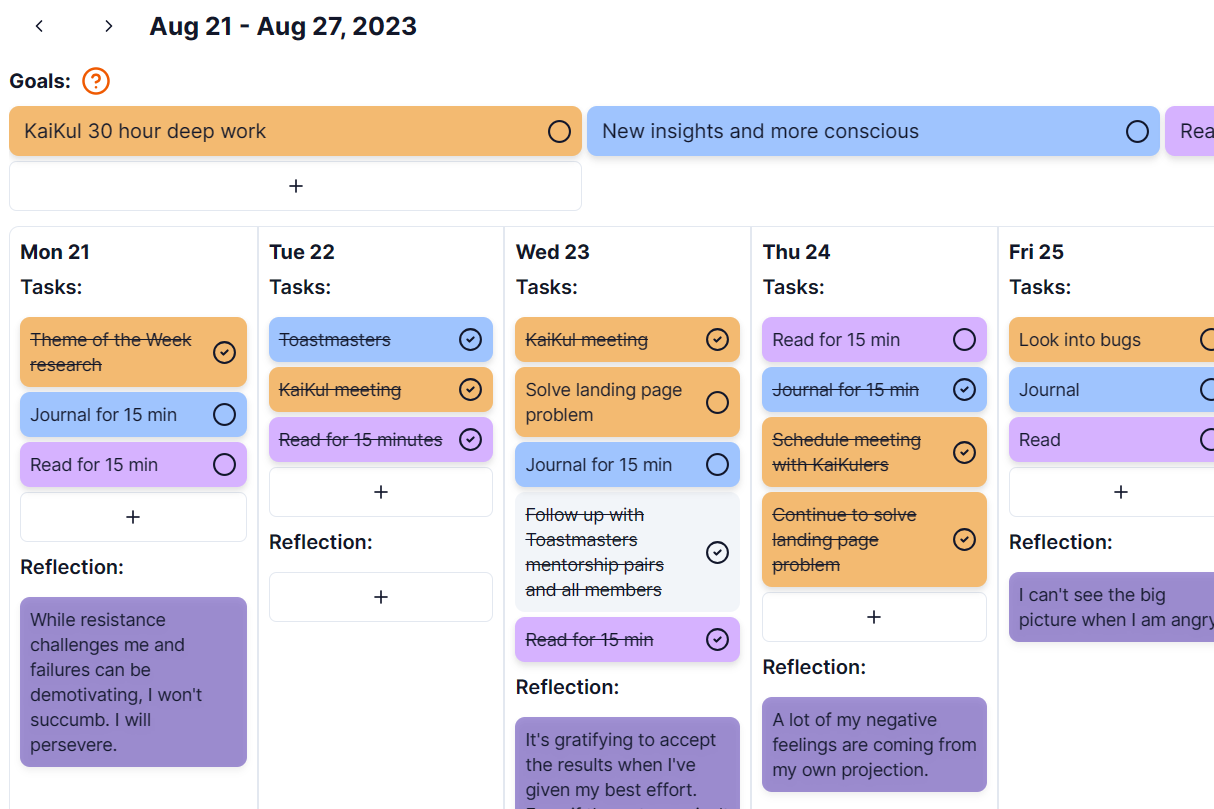 Aug 21 - Aug 27, 2023
Goals:
KaiKul 30 hour deep work
New insights and more conscious
Mon 21
Tasks:
Theme of the Week
research
Journal for 15 min
Read for 15 min
Reflection:
While resistance
challenges me and
failures can be
demotivating, I won't
succumb. I will
persevere.
Tue 22
Tasks:
Toastmasters
KaiKul meeting
Read for 15 minutes
Reflection:
Wed 23
Tasks:
KaiKul meeting
Solve landing page
problem
Journal for 15 min
Follow up with
Toastmasters
mentorship pairs
and all members
Read for 15 min
Reflection:
It's gratifying to accept
the results when I've
given my best effort.
Thu 24
Tasks:
Read for 15 min
Journal for 15 min
Schedule meeting
with KaiKulers
Continue to solve
landing page
problem
Reflection:
A lot of my negative
feelings are coming from
my own projection.
Fri 25
Tasks:
Look into bugs
Journal
Read
Reflection:
I can't see the big
picture when I am angry